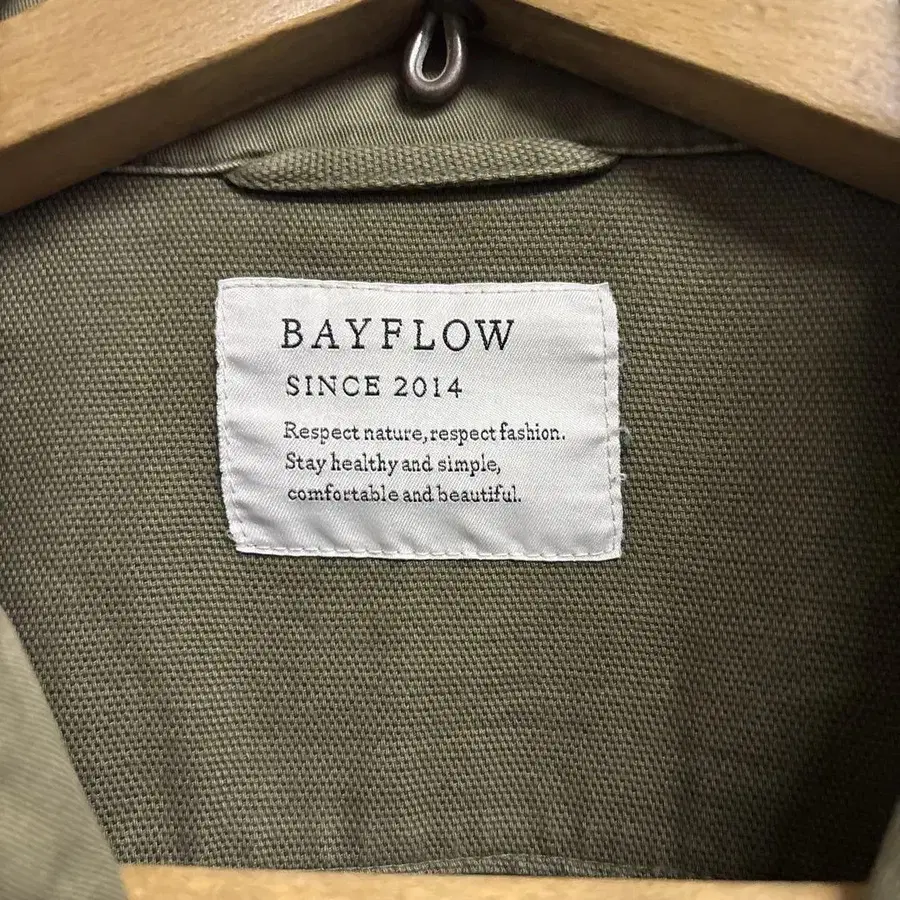 BAYFLOW
SINCE 2014
Respect nature, respect fashion.
Stay healthy and simple,
comfortable and beautiful.